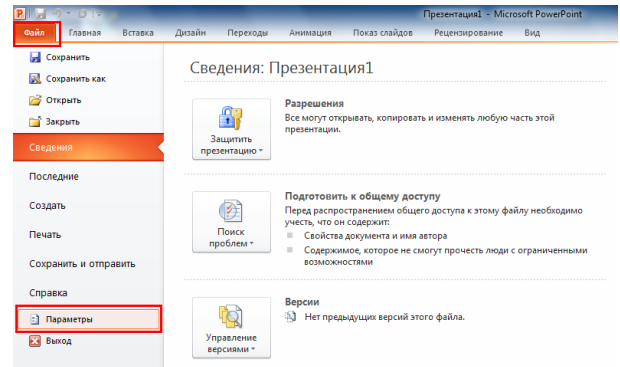 Презентация1 - Microsoft PowerPoint
Файл Главная Вставка Дизайн Переходы Анимация Показ слайдов Рецензирование Вид
Сохранить
Сохранить как
Открыть
Закрыть
Сведения
Последние
Создать
Печать
Сохранить и отправить
Справка
Параметры
Выход
Сведения: Презентация1
Защитить
презентацию
Разрешения
Все могут открывать, копировать и изменять любую часть этой
презентации.
Поиск
проблем
Подготовить к общему доступу
Перед распространением общего доступа к этому файлу необходимо
учесть, что он содержит:
Свойства документа и имя автора
Содержимое, которое не смогут прочесть люди с ограниченными
возможностями
Управление
версиями
Версии
Нет предыдущих версий этого файла.